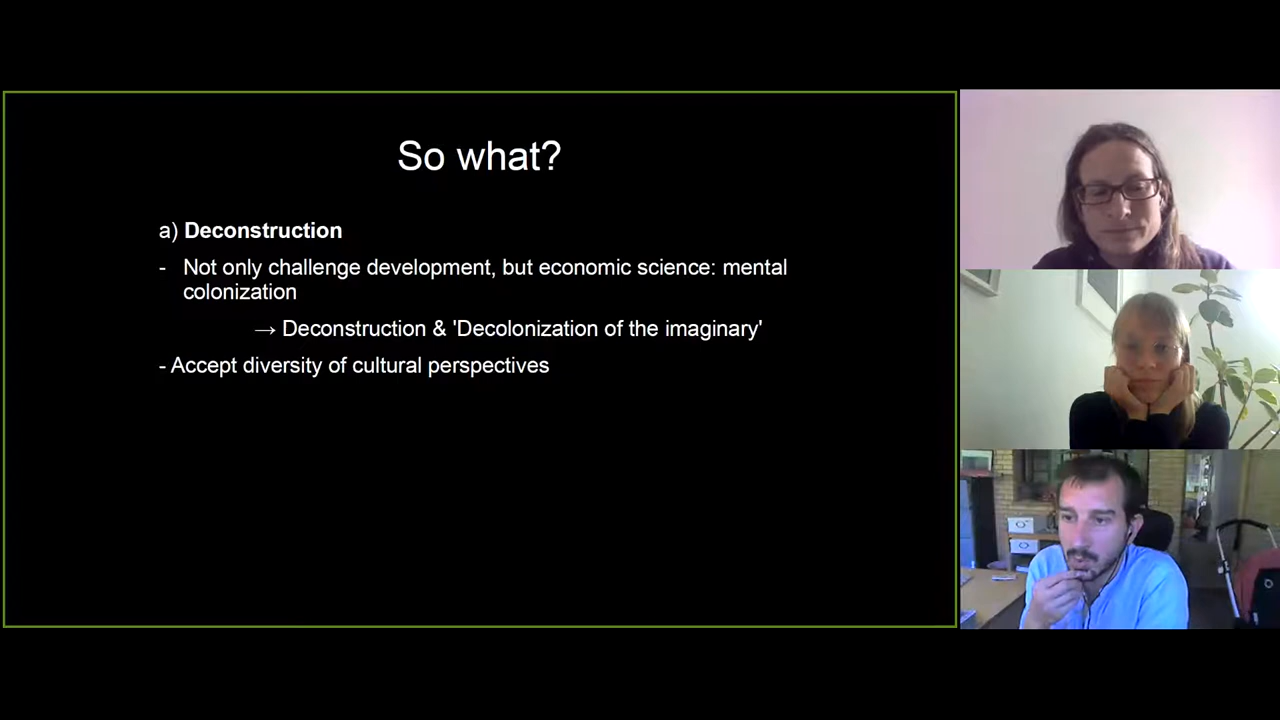 So what?
a) Deconstruction
- Not only challenge development, but economic science: mental
colonization
→ Deconstruction & 'Decolonization of the imaginary'
- Accept diversity of cultural perspectives